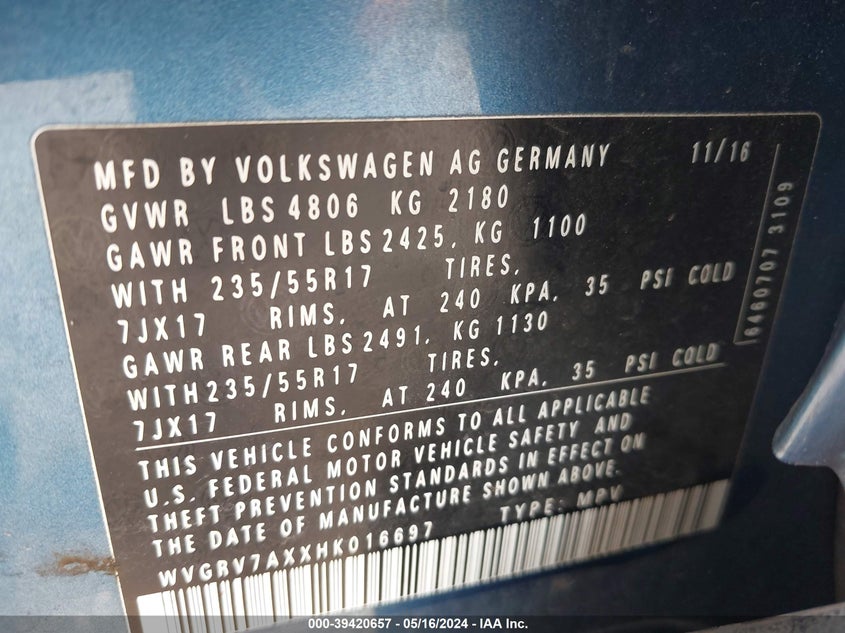 MFD BY VOLKSWAGEN AG GERMANY 11/16
GVWR LBS 4806 KG 2180
GAWR FRONT LBS 2425, KG 1100
WITH 235/55R17 TIRES,
7JX17 RIMS, AT 240 KPA, 35 PSI COLD
GAWR REAR LBS 2491, KG 1130
WITH 235/55R17 TIRES,
7JX17 RIMS, AT 240 KPA, 35 PSI COLD
THIS VEHICLE CONFORMS TO ALL APPLICABLE
U.S. FEDERAL MOTOR VEHICLE SAFETY AND
THEFT PREVENTION STANDARDS IN EFFECT ON
THE DATE OF MANUFACTURE SHOWN ABOVE.
WVGRV7AXXHK016697 TYPE: MPV
6460707 3109
000-39420657 - 05/16/2024 - IAA Inc.